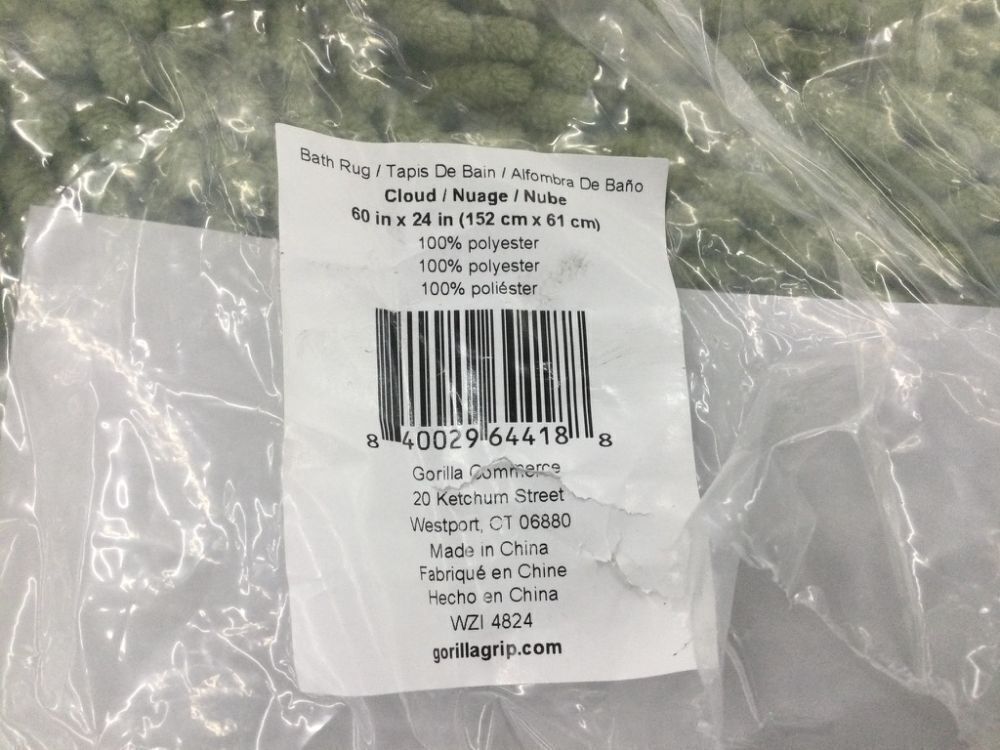 Bath Rug / Tapis De Bain / Alfombra De Baño
Cloud / Nuage / Nube
60 in x 24 in (152 cm x 61 cm)
100% polyester
100% polyester
100% poliéster
8 40029 64418 8
Gorilla Commerce
20 Ketchum Street
Westport, CT 06880
Made in China
Fabriqué en Chine
Hecho en China
WZI 4824
gorillagrip.com